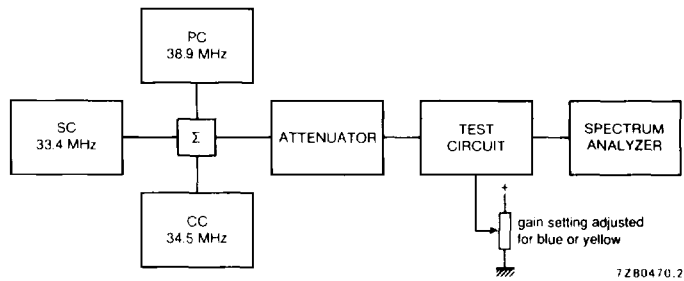 PC
38.9 MHz
SC
33.4 MHz
Σ
ATTENUATOR
TEST
CIRCUIT
SPECTRUM
ANALYZER
CC
34.5 MHz
+
gain setting adjusted
for blue or yellow
7Z80470.2